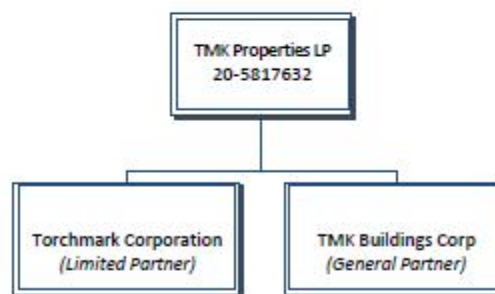 TMK Properties LP
20-5817632
Torchmark Corporation
(Limited Partner)
TMK Buildings Corp
(General Partner)